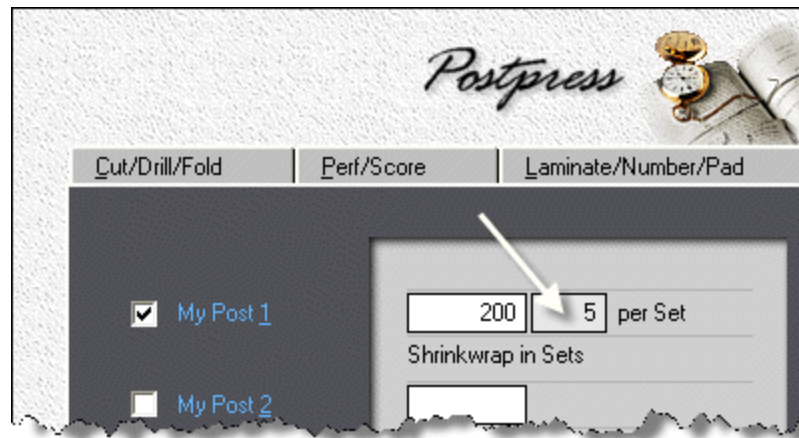 Postpress
Cut/Drill/Fold Perf/Score Laminate/Number/Pad
My Post 1 200 5 per Set
Shrinkwrap in Sets
My Post 2